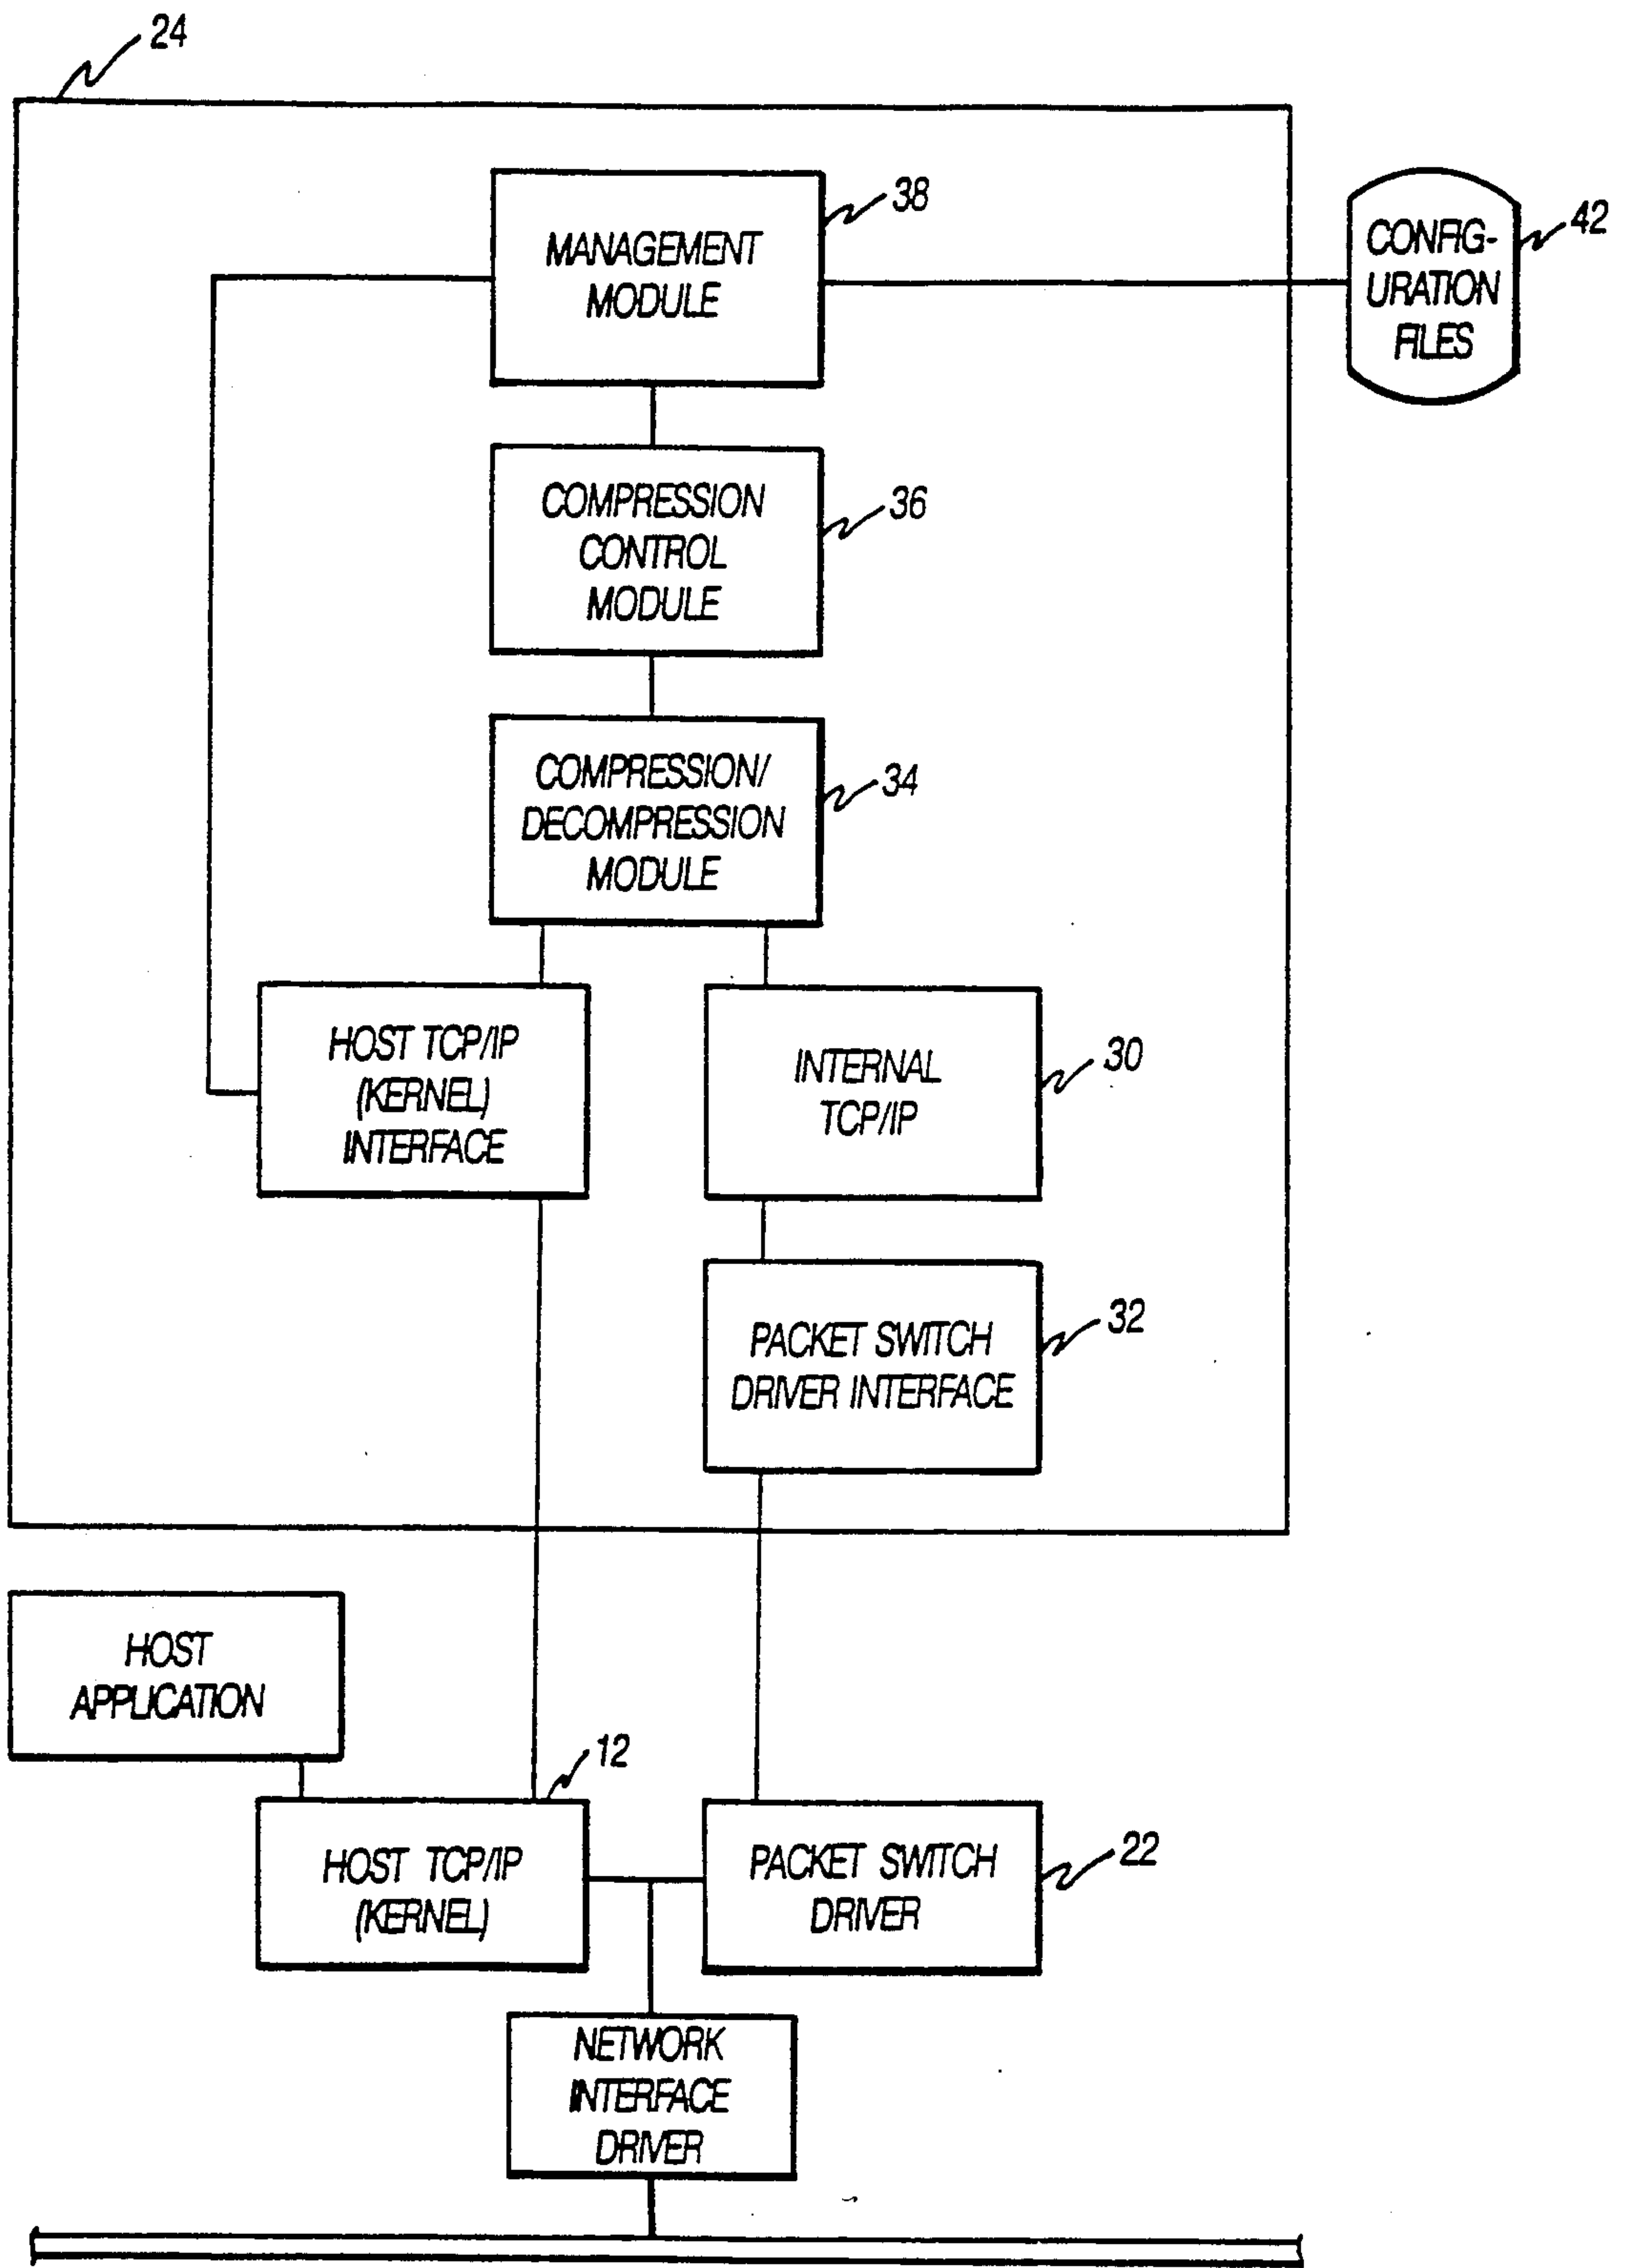 24
MANAGEMENT
MODULE
38
CONFIG-
URATION
FILES
42
COMPRESSION
CONTROL
MODULE
36
COMPRESSION/
DECOMPRESSION
MODULE
34
HOST TCP/IP
(KERNEL)
INTERFACE
INTERNAL
TCP/IP
30
PACKET SWITCH
DRIVER INTERFACE
32
HOST
APPLICATION
12
HOST TCP/IP
(KERNEL)
PACKET SWITCH
DRIVER
22
NETWORK
INTERFACE
DRIVER